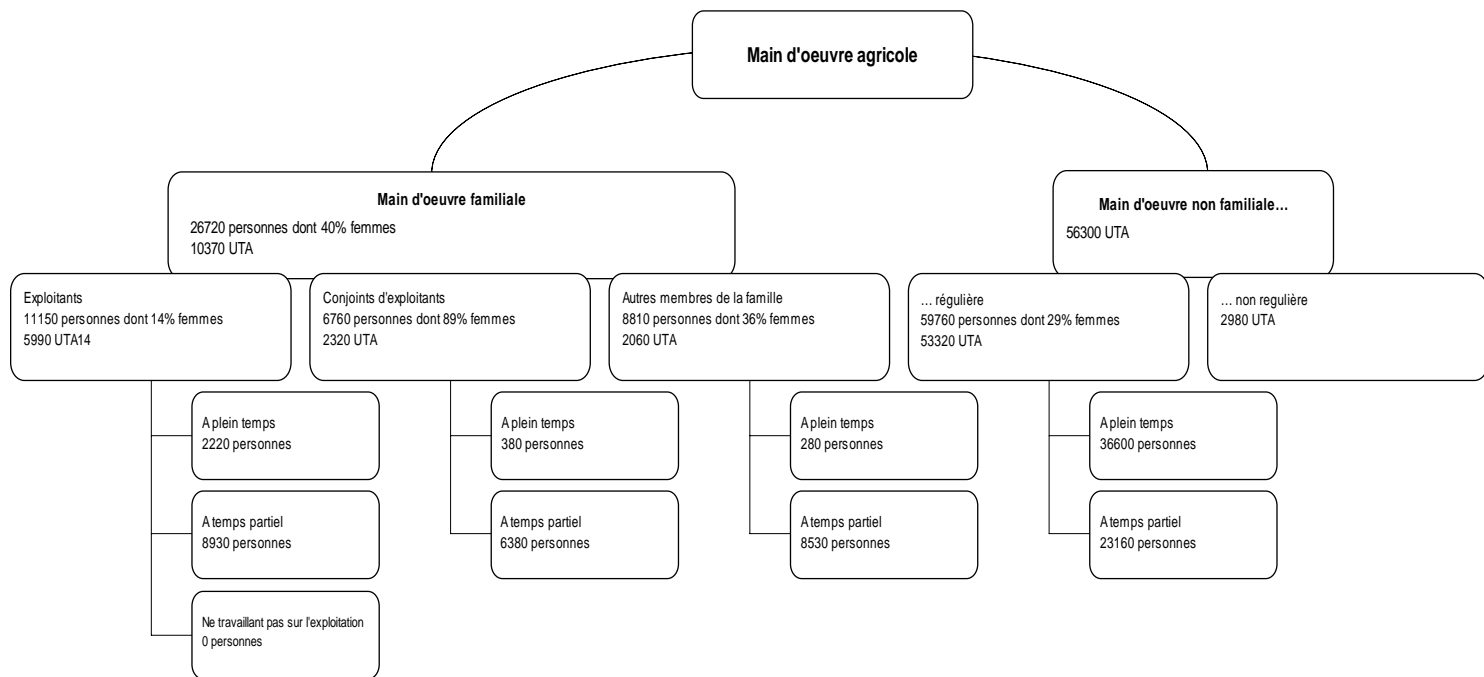 Main d'oeuvre agricole
Main d'oeuvre familiale
26720 personnes dont 40% femmes
10370 UTA
Main d'oeuvre non familiale…
56300 UTA
Exploitants
11150 personnes dont 14% femmes
5990 UTA14
Conjoints d'exploitants
6760 personnes dont 89% femmes
2320 UTA
Autres membres de la famille
8810 personnes dont 36% femmes
2060 UTA
… régulière
59760 personnes dont 29% femmes
53320 UTA
… non regulière
2980 UTA
A plein temps
2220 personnes
A plein temps
380 personnes
A plein temps
280 personnes
A plein temps
36600 personnes
A temps partiel
8930 personnes
A temps partiel
6380 personnes
A temps partiel
8530 personnes
A temps partiel
23160 personnes
Ne travaillant pas sur l'exploitation
0 personnes